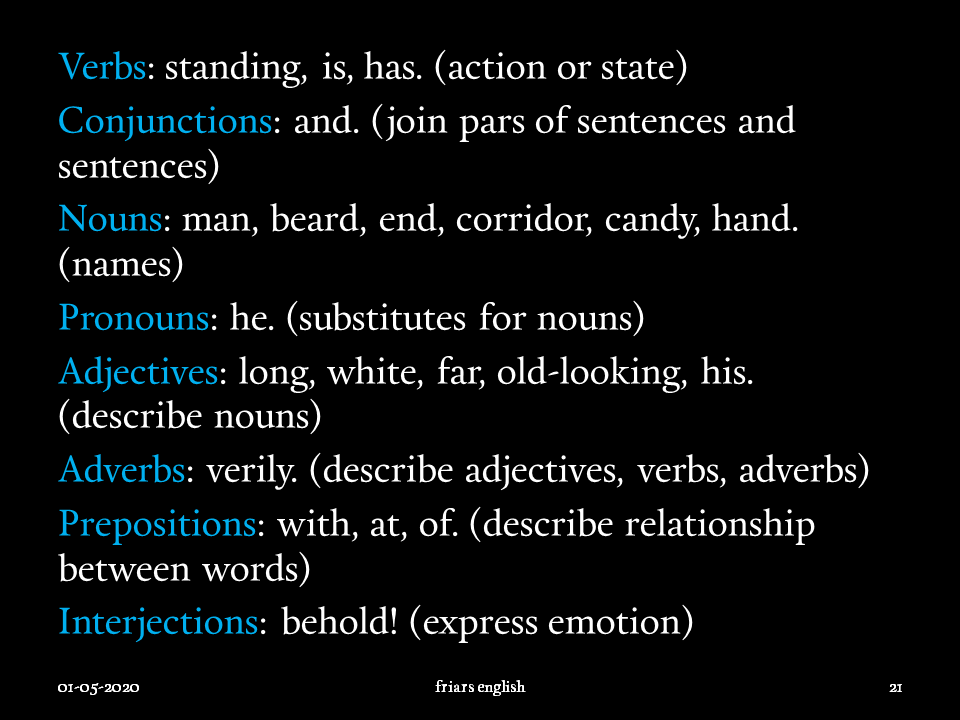 Verbs: standing, is, has. (action or state)
Conjunctions: and. (join pars of sentences and
sentences)
Nouns: man, beard, end, corridor, candy, hand.
(names)
Pronouns: he. (substitutes for nouns)
Adjectives: long, white, far, old-looking, his.
(describe nouns)
Adverbs: verily. (describe adjectives, verbs, adverbs)
Prepositions: with, at, of. (describe relationship
between words)
Interjections: behold! (express emotion)
01-05-2020 friars english 21